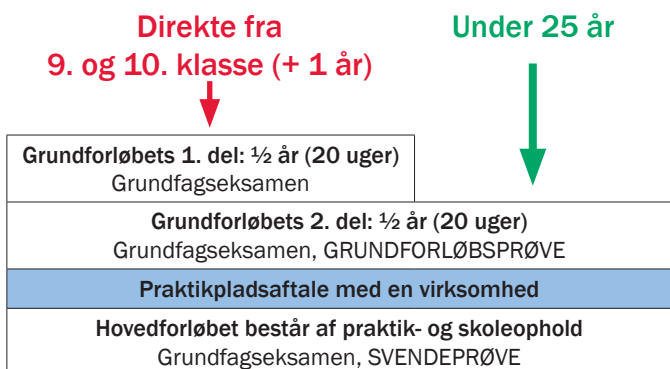 Direkte fra
9. og 10. klasse (+ 1 år)
Under 25 år
Grundforløbets 1. del: ½ år (20 uger)
Grundfagseksamen
Grundforløbets 2. del: ½ år (20 uger)
Grundfagseksamen, GRUNDFORLØBSPRØVE
Praktikpladsaftale med en virksomhed
Hovedforløbet består af praktik- og skoleophold
Grundfagseksamen, SVENDEPRØVE